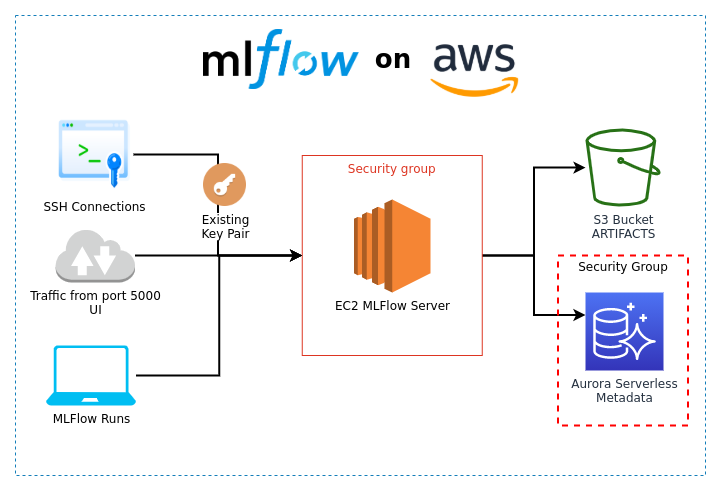 mlflow on aws
SSH Connections
Existing
Key Pair
Traffic from port 5000
UI
MLFlow Runs
Security group
EC2 MLFlow Server
S3 Bucket
ARTIFACTS
Security Group
Aurora Serverless
Metadata